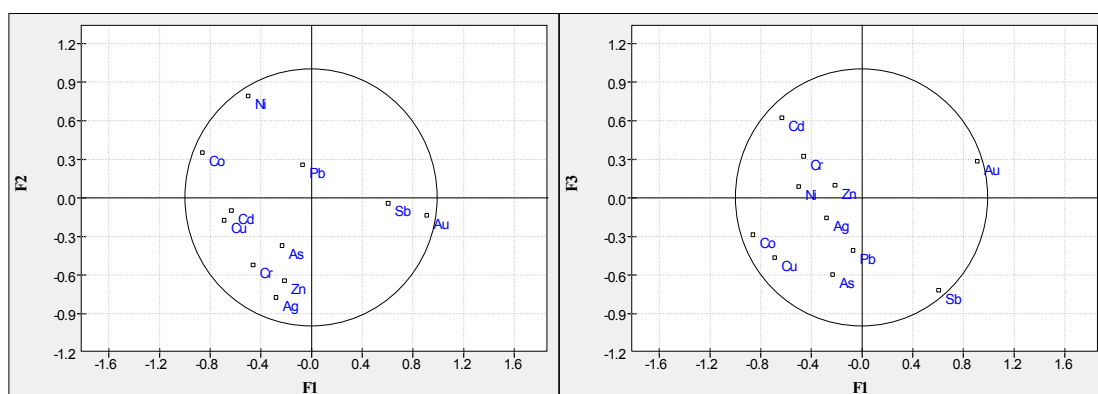 F2
1.2
0.9
0.6
0.3
0.0
-0.3
-0.6
-0.9
-1.2
Ni
Co
Pb
Cd
Cu
Sb
Au
As
Cr
Zn
Ag
-1.6 -1.2 -0.8 -0.4 -0.0 0.4 0.8 1.2 1.6
F1
F3
1.2
0.9
0.6
0.3
0.0
-0.3
-0.6
-0.9
-1.2
Cd
Cr
Au
Ni
Zn
Ag
Co
Pb
Cu
As
Sb
-1.6 -1.2 -0.8 -0.4 -0.0 0.4 0.8 1.2 1.6
F1